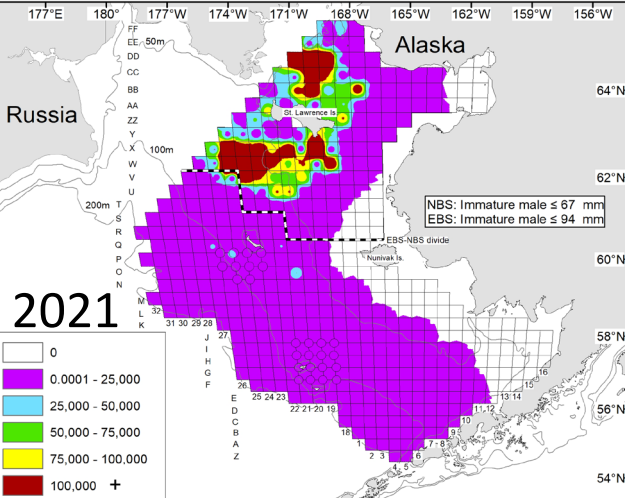 177°E 180° 177°W 174°W 171°W 168°W 165°W 162°W 159°W 156°W
FF
EE 50m
DD
CC
BB
AA
ZZ
Y
X 100m
W
V
U
200m T
S
R
Q
P
O
N
M
L
K
32 31 30 29 28
27
J
I
H
G
F
26 25 24 23
22 21-20 19
E
D
C
B
A
Z
18
1
2 3
4-5
6
7-8
9
10
11-12
13 14
15
16
Alaska
Russia
64°N
62°N
60°N
58°N
56°N
54°N
St. Lawrence Is.
NBS: Immature male ≤ 67 mm
EBS: Immature male ≤ 94 mm
EBS-NBS divide
Nunivak Is.
2021
0
0.0001 - 25,000
25,000 - 50,000
50,000 - 75,000
75,000 - 100,000
100,000 +